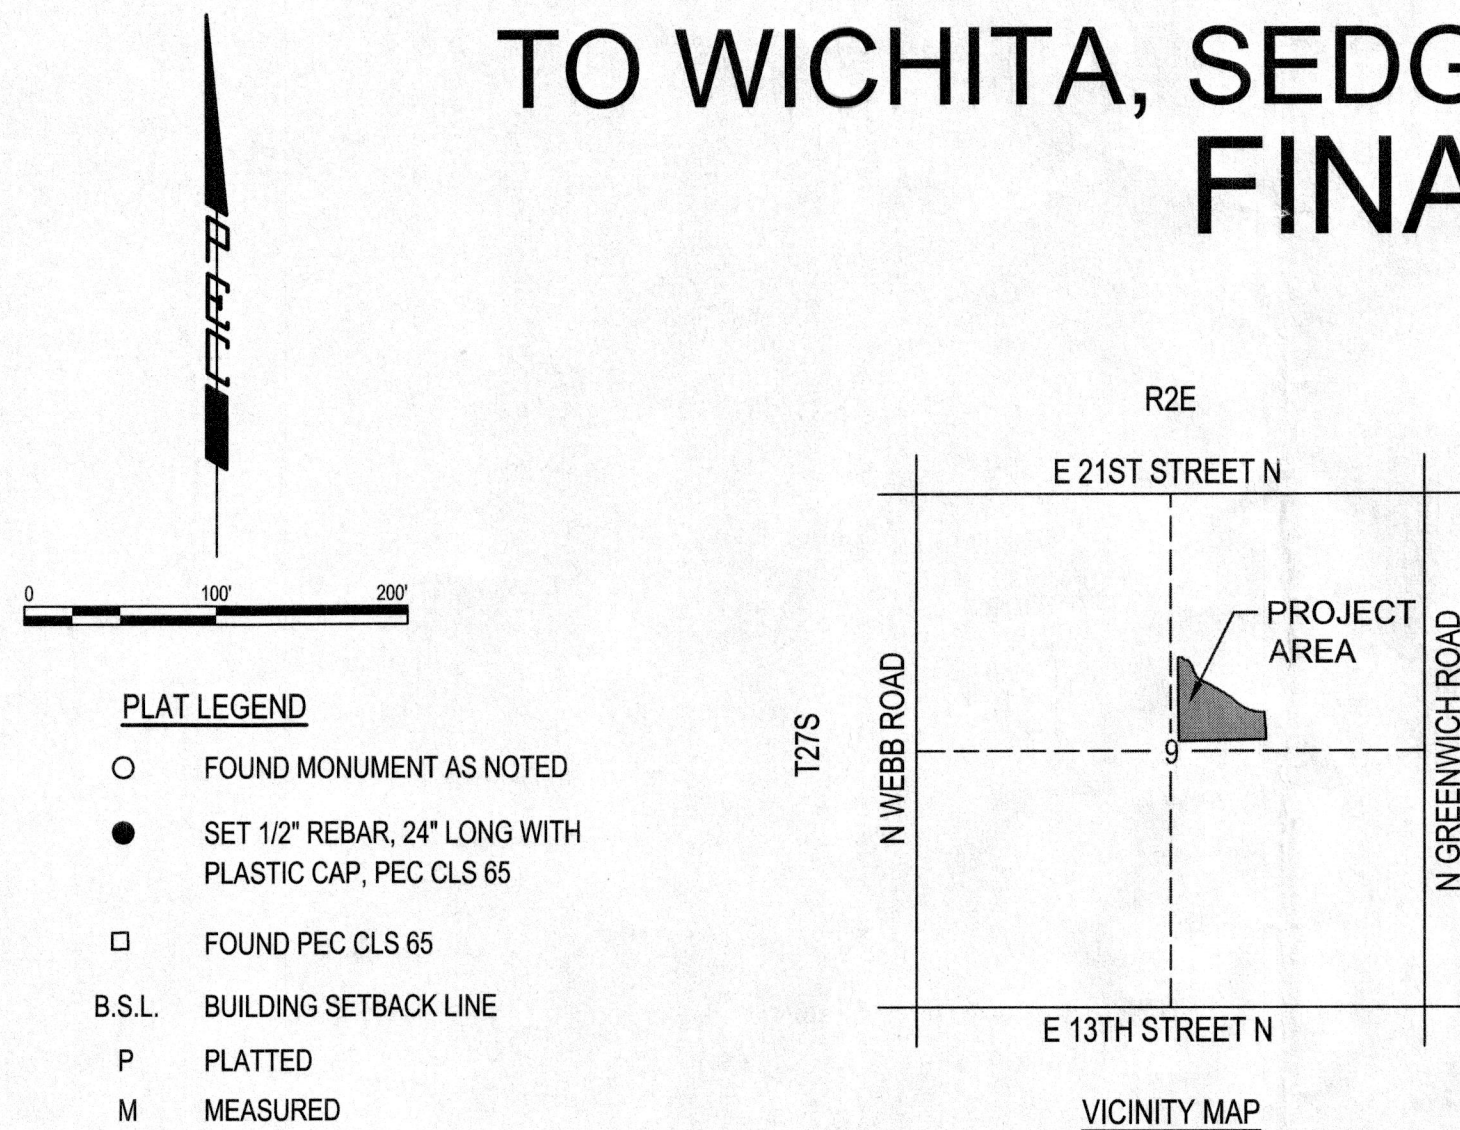 TO WICHITA, SEDG
FINA
PEC
0 100' 200'
PLAT LEGEND
FOUND MONUMENT AS NOTED
SET 1/2" REBAR, 24" LONG WITH
PLASTIC CAP, PEC CLS 65
FOUND PEC CLS 65
B.S.L. BUILDING SETBACK LINE
P PLATTED
M MEASURED
R2E
E 21ST STREET N
PROJECT
AREA
T27S
N WEBB ROAD
9
N GREENWICH ROAD
E 13TH STREET N
VICINITY MAP